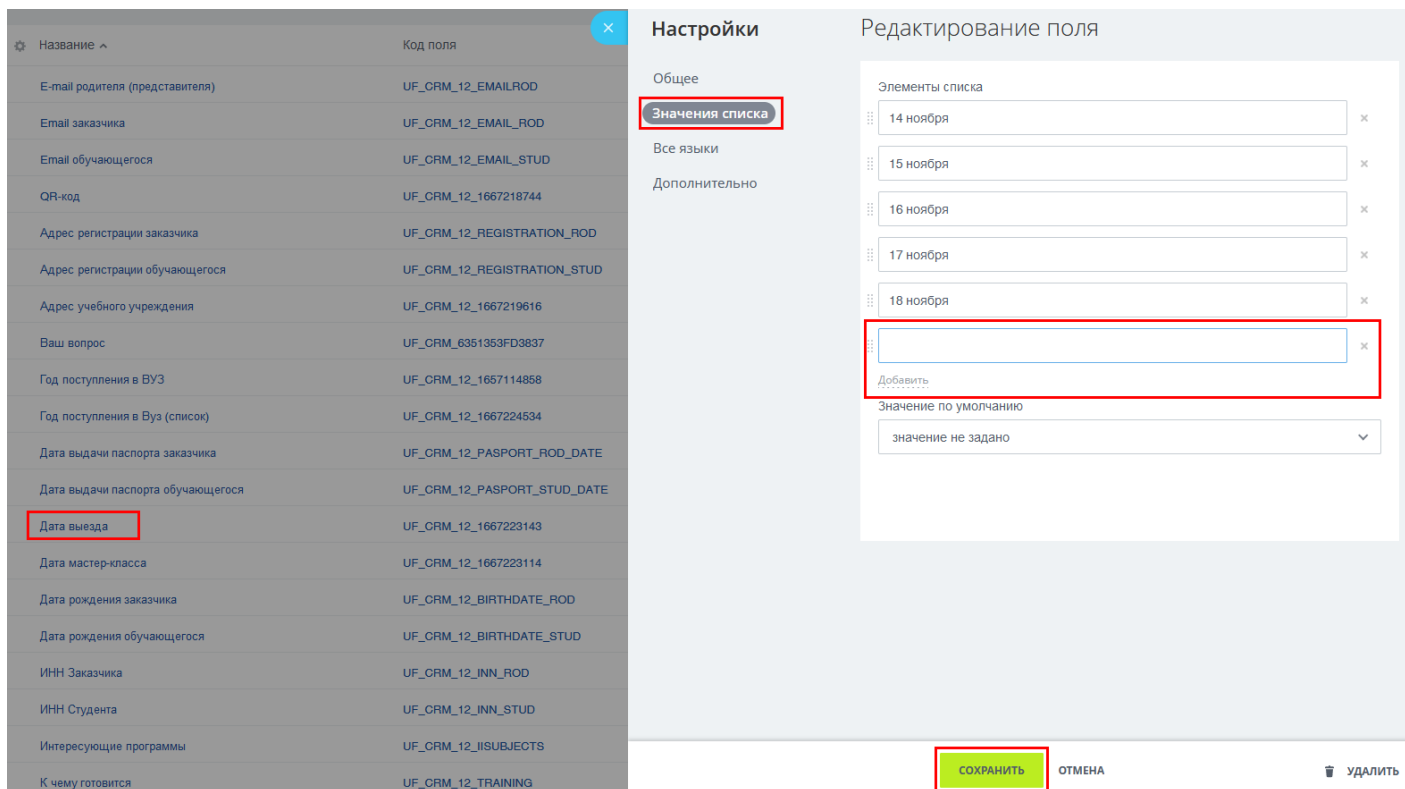 Название
Код поля
E-mail родителя (представителя)
UF_CRM_12_EMAILROD
Email заказчика
UF_CRM_12_EMAIL_ROD
Email обучающегося
UF_CRM_12_EMAIL_STUD
QR-код
UF_CRM_12_1667218744
Адрес регистрации заказчика
UF_CRM_12_REGISTRATION_ROD
Адрес регистрации обучающегося
UF_CRM_12_REGISTRATION_STUD
Адрес учебного учреждения
UF_CRM_12_1667219616
Ваш вопрос
UF_CRM_6351353FD3837
Год поступления в ВУЗ
UF_CRM_12_1657114858
Год поступления в Вуз (список)
UF_CRM_12_1667224534
Дата выдачи паспорта заказчика
UF_CRM_12_PASPORT_ROD_DATE
Дата выдачи паспорта обучающегося
UF_CRM_12_PASPORT_STUD_DATE
Дата выезда
UF_CRM_12_1667223143
Дата мастер-класса
UF_CRM_12_1667223114
Дата рождения заказчика
UF_CRM_12_BIRTHDATE_ROD
Дата рождения обучающегося
UF_CRM_12_BIRTHDATE_STUD
ИНН Заказчика
UF_CRM_12_INN_ROD
ИНН Студента
UF_CRM_12_INN_STUD
Интересующие программы
UF_CRM_12_IISUBJECTS
К чему готовится
UF_CRM_12_TRAINING
Настройки
Общее
Значения списка
Все языки
Дополнительно
Редактирование поля
Элементы списка
14 ноября
15 ноября
16 ноября
17 ноября
18 ноября
Добавить
Значение по умолчанию
значение не задано
СОХРАНИТЬ
ОТМЕНА
УДАЛИТЬ